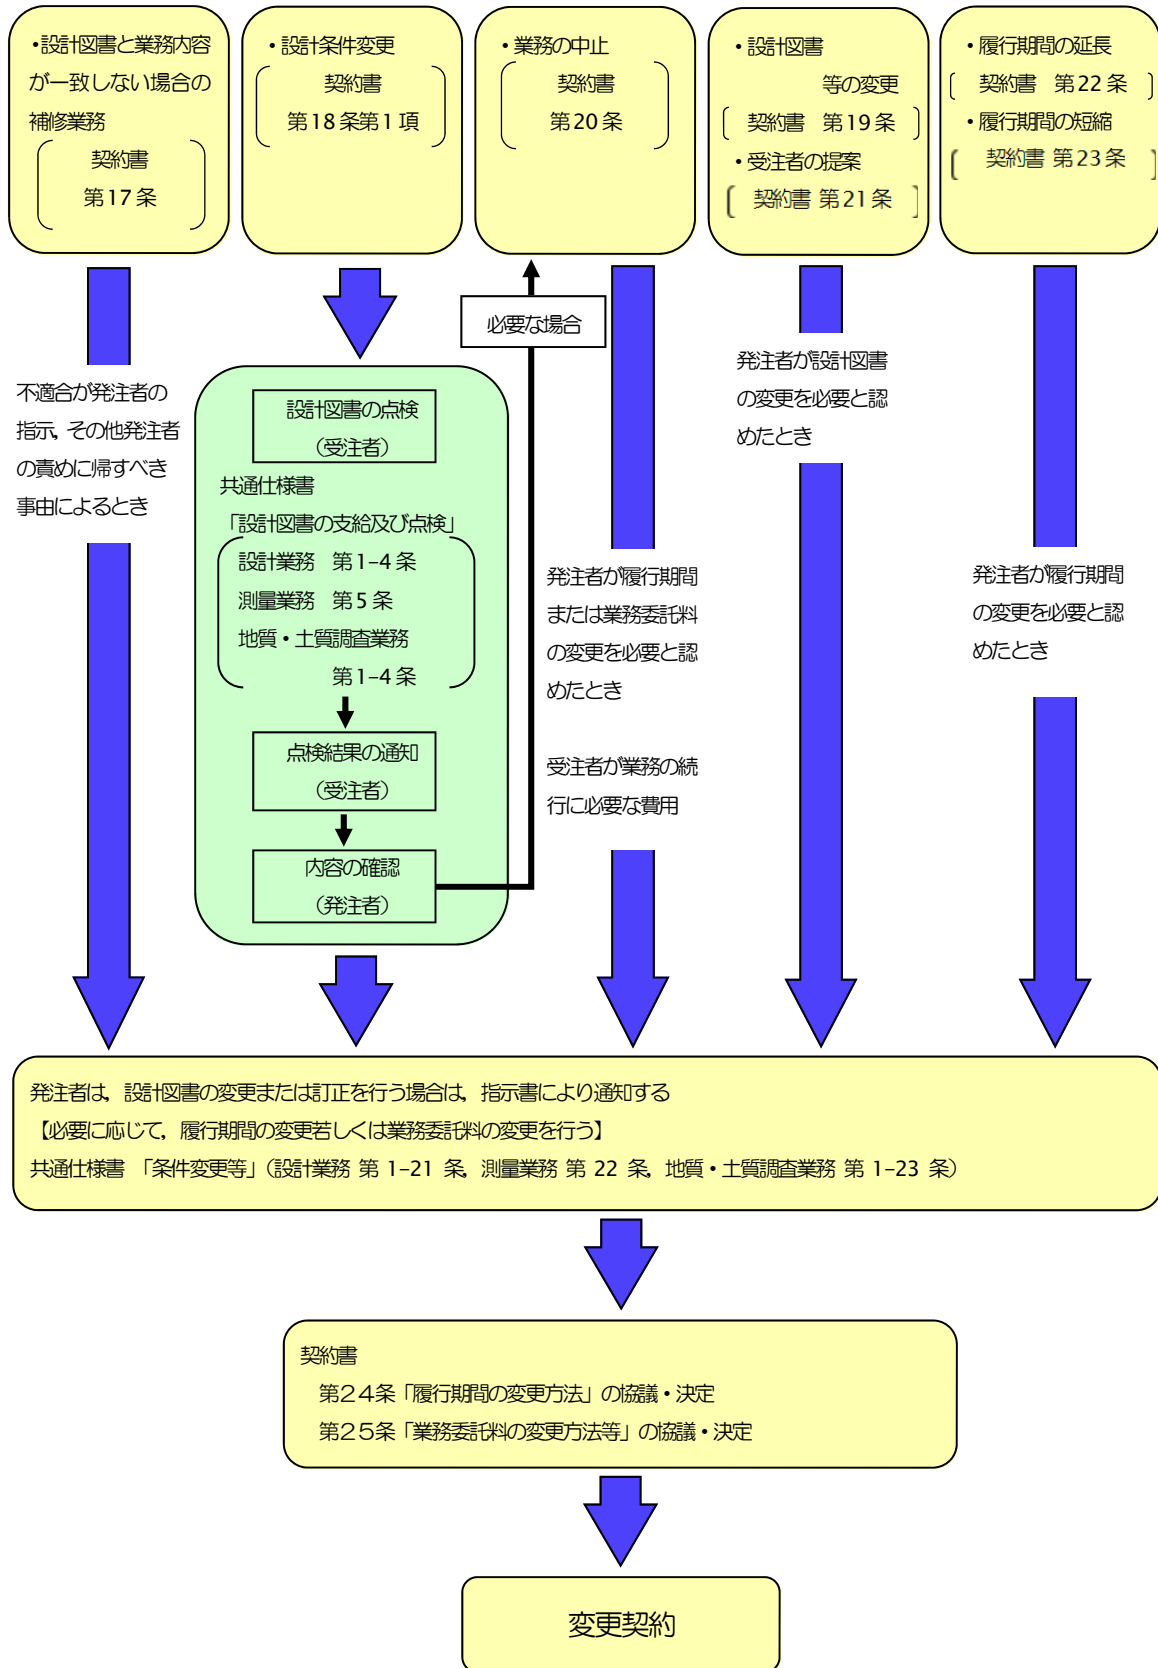 ・設計図書と業務内容
が一致しない場合の
補修業務
契約書
第17条
・設計条件変更
契約書
第18条第1項
・業務の中止
契約書
第20条
・設計図書
等の変更
契約書 第19条
・受注者の提案
契約書 第21条
・履行期間の延長
契約書 第22条
・履行期間の短縮
契約書 第23条
必要な場合
不適合が発注者の
指示，その他発注者
の責めに帰すべき
事由によるとき
設計図書の点検
（受注者）
共通仕様書
「設計図書の支給及び点検」
設計業務 第1-4条
測量業務 第5条
地質・土質調査業務
第1-4条
点検結果の通知
（受注者）
内容の確認
（発注者）
発注者が履行期間
または業務委託料
の変更を必要と認
めたとき
受注者が業務の続
行に必要な費用
発注者が設計図書
の変更を必要と認
めたとき
発注者が履行期間
の変更を必要と認
めたとき
発注者は，設計図書の変更または訂正を行う場合は，指示書により通知する
【必要に応じて，履行期間の変更若しくは業務委託料の変更を行う】
共通仕様書 「条件変更等」（設計業務 第 1-21 条，測量業務 第 22 条，地質・土質調査業務 第 1-23 条）
契約書
第２４条「履行期間の変更方法」の協議・決定
第２５条「業務委託料の変更方法等」の協議・決定
変更契約